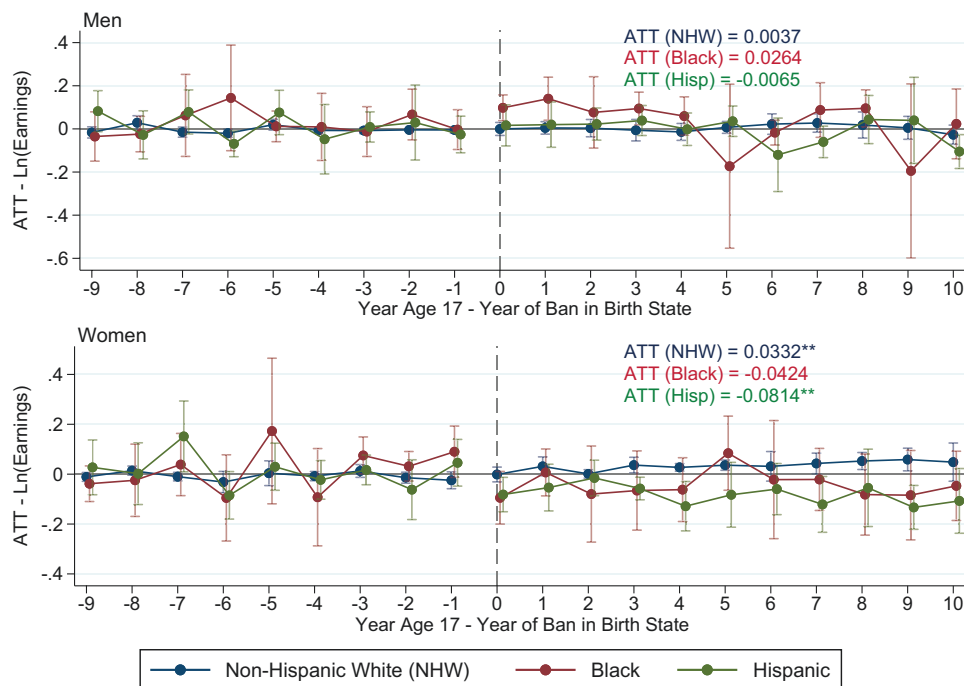 Men
ATT (NHW) = 0.0037
ATT (Black) = 0.0264
ATT (Hisp) = -0.0065
ATT - Ln(Earnings)
.4
.2
0
-.2
-.4
-.6
-9 -8 -7 -6 -5 -4 -3 -2 -1 0 1 2 3 4 5 6 7 8 9 10
Year Age 17 - Year of Ban in Birth State
Women
ATT (NHW) = 0.0332**
ATT (Black) = -0.0424
ATT (Hisp) = -0.0814**
ATT - Ln(Earnings)
.4
.2
0
-.2
-.4
-9 -8 -7 -6 -5 -4 -3 -2 -1 0 1 2 3 4 5 6 7 8 9 10
Year Age 17 - Year of Ban in Birth State
Non-Hispanic White (NHW) Black Hispanic